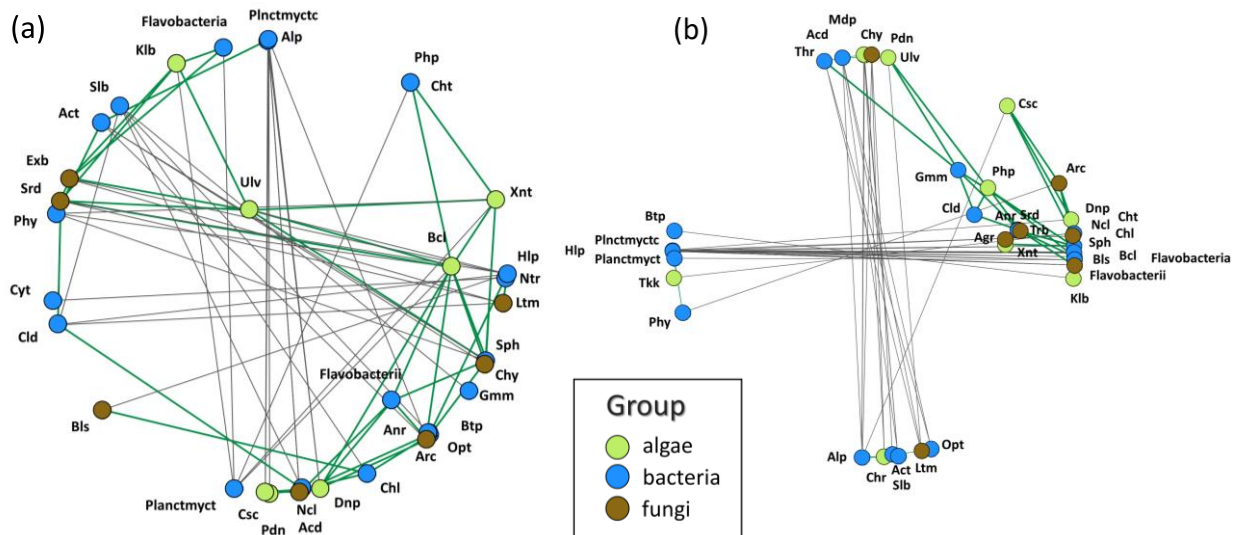 (a)
Flavobacteria
Plnctmyctc
Klb
Alp
Php
Cht
Slb
Act
Exb
Srd
Ulv
Xnt
Phy
Bcl
Hlp
Ntr
Ltm
Cyt
Cld
Sph
Chy
Flavobacterii
Gmm
Bls
Btp
Anr
Opt
Arc
Chl
Planctmyct
Csc
Ncl
Dnp
Pdn
Acd
(b)
Mdp
Acd
Chy
Pdn
Thr
Ulv
Csc
Gmm
Php
Arc
Cld
Btp
Anr Srd
Dnp
Cht
Ncl
Plnctmyctc
Trb
Chl
Agr
Sph
Hlp
Planctmyct
Xnt
Bls
Bcl
Flavobacteria
Tkk
Flavobacterii
Klb
Phy
Alp
Opt
Act
Ltm
Chr
Slb
Group
algae
bacteria
fungi